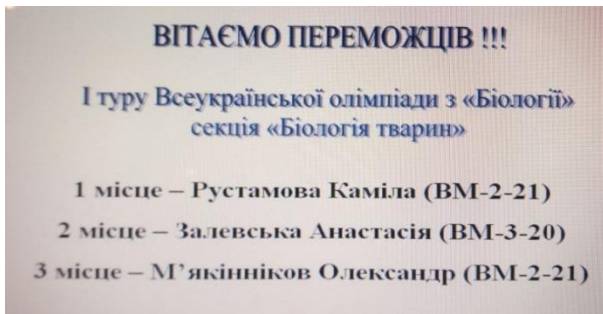 ВІТАЄМО ПЕРЕМОЖЦІВ !!!
І туру Всеукраїнської олімпіади з «Біології»
секція «Біологія тварин»
1 місце – Рустамова Каміла (ВМ-2-21)
2 місце – Залевська Анастасія (ВМ-3-20)
3 місце – М’якінніков Олександр (ВМ-2-21)